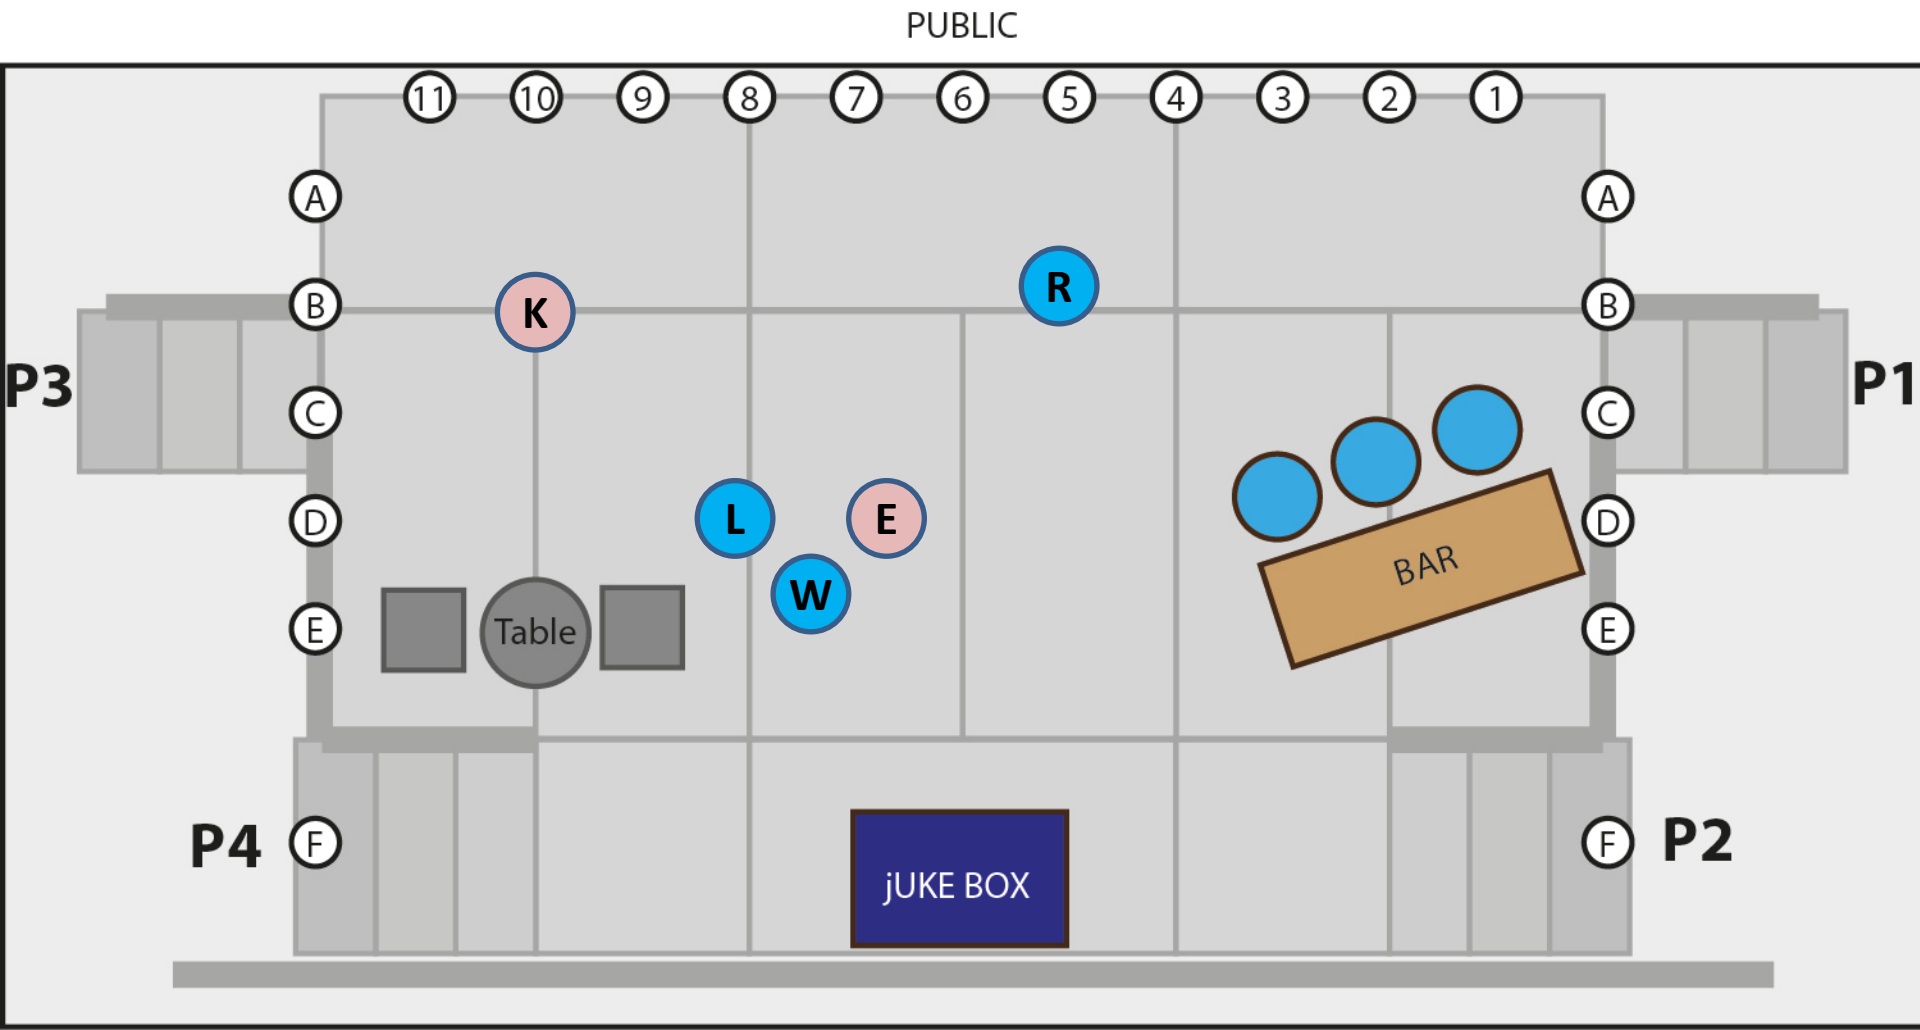 PUBLIC
11 10 9 8 7 6 5 4 3 2 1
A A
R
B K B
P3 P1
C C
L E
D D
W
BAR
E Table E
P4 F F P2
jUKE BOX